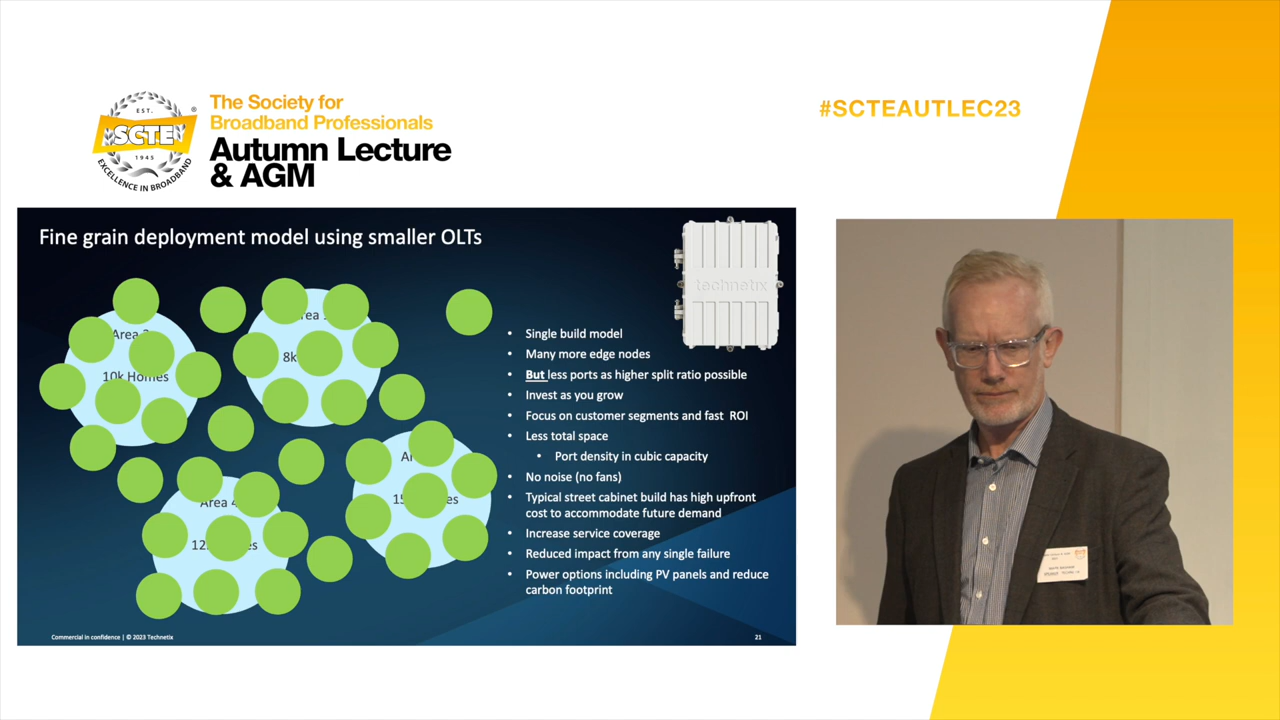 EST.
SCTE
®
1945
EXCELLENCE IN BROADBAND
The Society for
Broadband Professionals
Autumn Lecture
& AGM
#SCTEAUTLEC23
Fine grain deployment model using smaller OLTs
technetix
Area
10k Homes
8k
Area 4
• Single build model
• Many more edge nodes
• But less ports as higher split ratio possible
• Invest as you grow
• Focus on customer segments and fast ROI
• Less total space
• Port density in cubic capacity
• No noise (no fans)
• Typical street cabinet build has high upfront
cost to accommodate future demand
• Increase service coverage
• Reduced impact from any single failure
• Power options including PV panels and reduce
carbon footprint
Commercial in confidence | © 2023 Technetix
21